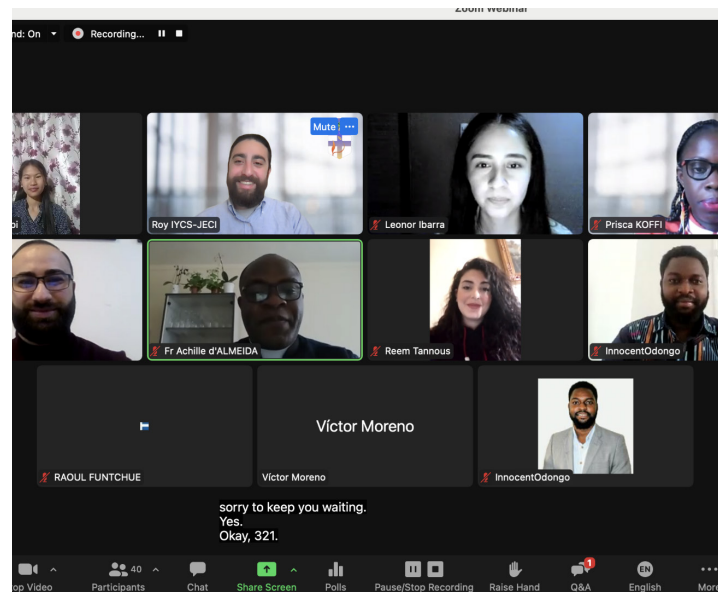 Zoom Webinar
nd: On
Recording...
Mute
bi
Roy IYCS-JECI
Leonor Ibarra
Prisca KOFFI
Fr Achille d'ALMEIDA
Reem Tannous
InnocentOdongo
RAOUL FUNTCHUE
Víctor Moreno
Víctor Moreno
InnocentOdongo
sorry to keep you waiting.
Yes.
Okay, 321.
40
1
EN
op Video
Participants
Chat
Share Screen
Polls
Pause/Stop Recording
Raise Hand
Q&A
English
More